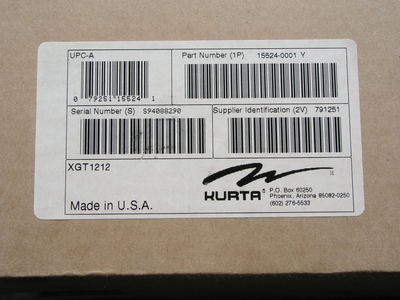 UPC-A
0 79251 15524 1
Part Number (1P) 15524-0001 Y
Serial Number (S) S94088290
Supplier Identification (2V) 791251
XGT1212
Made in U.S.A.
KURTA®
P.O. Box 60250
Phoenix, Arizona 85082-0250
(602) 276-5533